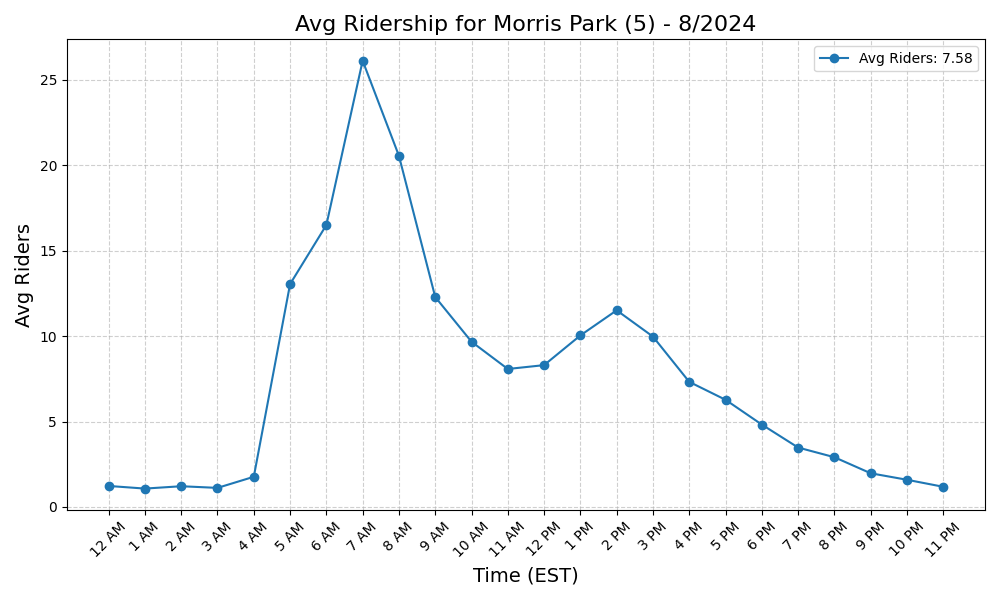 Avg Ridership for Morris Park (5) - 8/2024
Avg Riders: 7.58
Avg Riders
25
20
15
10
5
0
12 AM
1 AM
2 AM
3 AM
4 AM
5 AM
6 AM
7 AM
8 AM
9 AM
10 AM
11 AM
12 PM
1 PM
2 PM
3 PM
4 PM
5 PM
6 PM
7 PM
8 PM
9 PM
10 PM
11 PM
Time (EST)